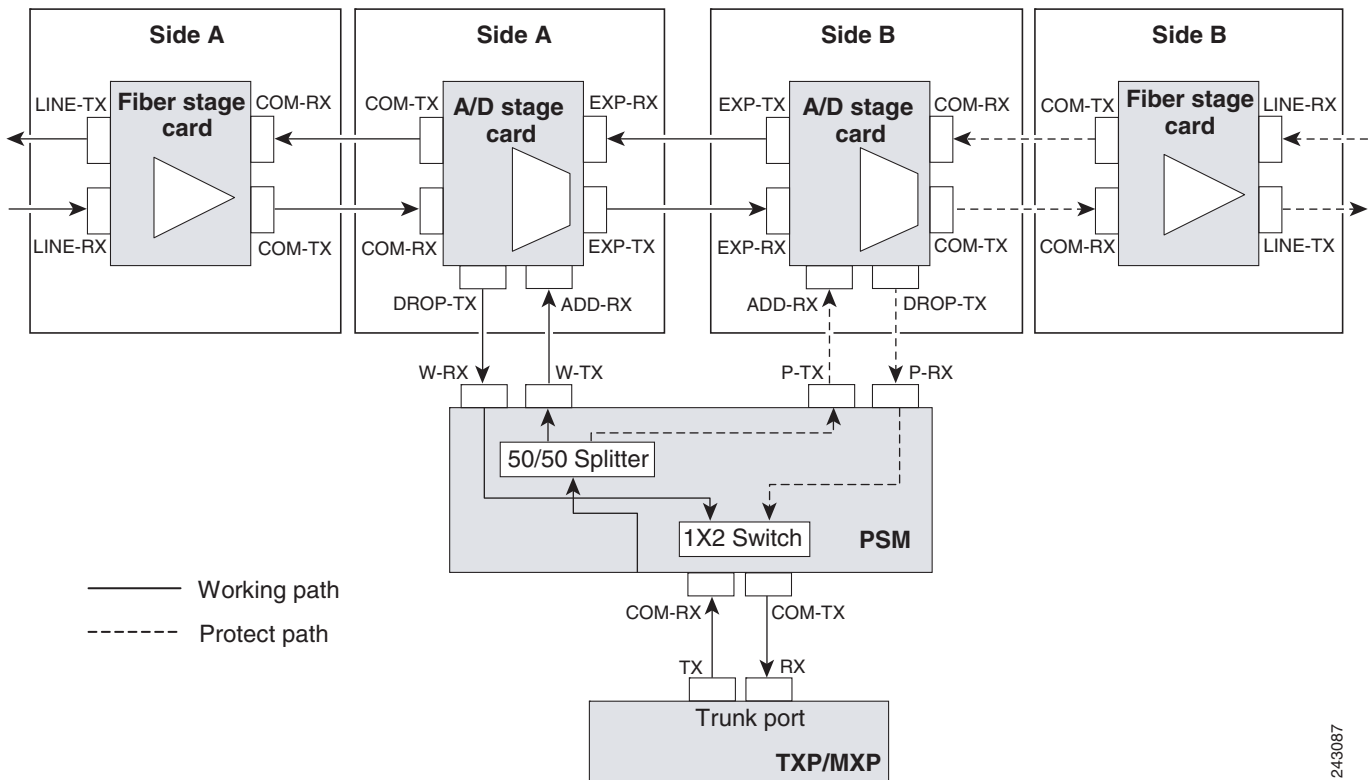 Side A
Side A
Side B
Side B
LINE-TX
Fiber stage
card
COM-RX
COM-TX
A/D stage
card
EXP-RX
EXP-TX
A/D stage
card
COM-RX
COM-TX
Fiber stage
card
LINE-RX
LINE-RX
COM-TX
COM-RX
EXP-TX
EXP-RX
COM-TX
COM-RX
LINE-TX
DROP-TX
ADD-RX
ADD-RX
DROP-TX
W-RX
W-TX
P-TX
P-RX
50/50 Splitter
1X2 Switch
PSM
Working path
Protect path
COM-RX
COM-TX
TX
RX
Trunk port
TXP/MXP
243087